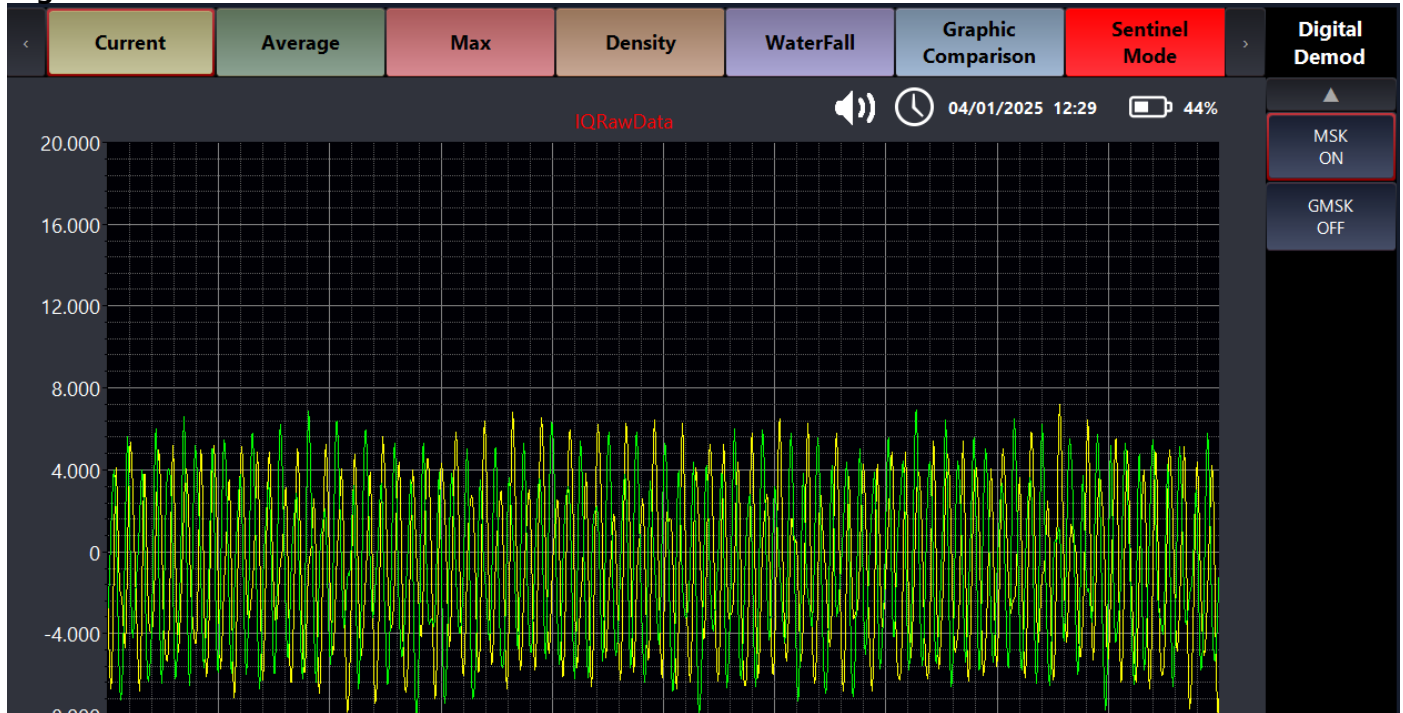 ‹
Current
Average
Max
Density
WaterFall
Graphic
Comparison
Sentinel
Mode
›
Digital
Demod
04/01/2025 12:29
44%
IQRawData
▲
MSK
ON
GMSK
OFF
20.000
16.000
12.000
8.000
4.000
0
-4.000